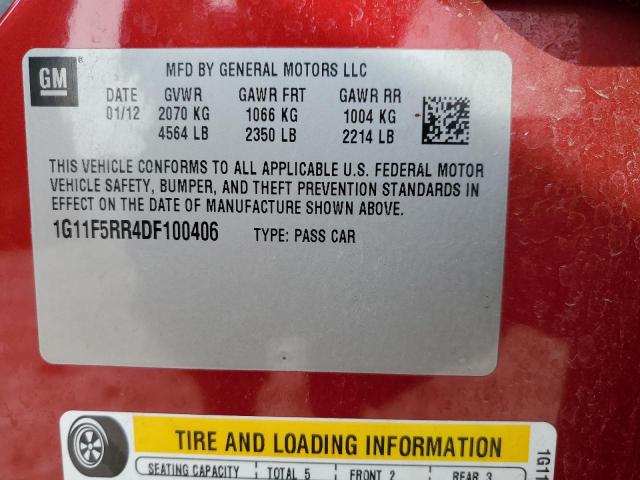 GM ®
MFD BY GENERAL MOTORS LLC
DATE GVWR GAWR FRT GAWR RR
01/12 2070 KG 1066 KG 1004 KG
4564 LB 2350 LB 2214 LB
THIS VEHICLE CONFORMS TO ALL APPLICABLE U.S. FEDERAL MOTOR
VEHICLE SAFETY, BUMPER, AND THEFT PREVENTION STANDARDS IN
EFFECT ON THE DATE OF MANUFACTURE SHOWN ABOVE.
1G11F5RR4DF100406 TYPE: PASS CAR
TIRE AND LOADING INFORMATION
SEATING CAPACITY TOTAL 5 FRONT 2 REAR 3
1G11